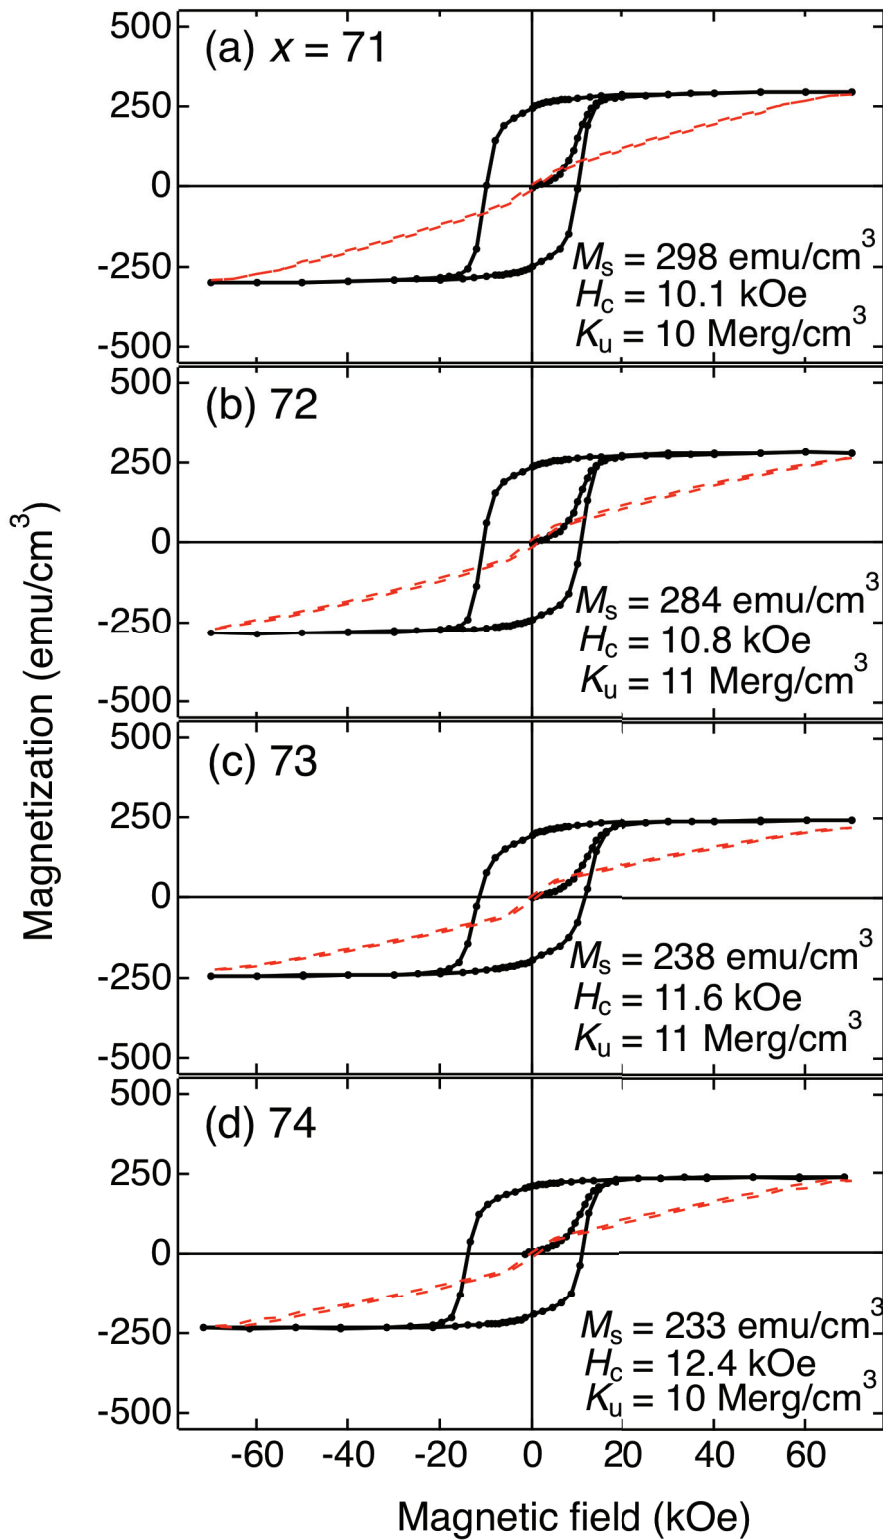 Magnetization (emu/cm³)
500
(a) x = 71
250
0
-250
-500
Mₛ = 298 emu/cm³
H꜀ = 10.1 kOe
Kᵤ = 10 Merg/cm³
500
(b) 72
250
0
-250
-500
Mₛ = 284 emu/cm³
H꜀ = 10.8 kOe
Kᵤ = 11 Merg/cm³
500
(c) 73
250
0
-250
-500
Mₛ = 238 emu/cm³
H꜀ = 11.6 kOe
Kᵤ = 11 Merg/cm³
500
(d) 74
250
0
-250
-500
Mₛ = 233 emu/cm³
H꜀ = 12.4 kOe
Kᵤ = 10 Merg/cm³
-60 -40 -20 0 20 40 60
Magnetic field (kOe)